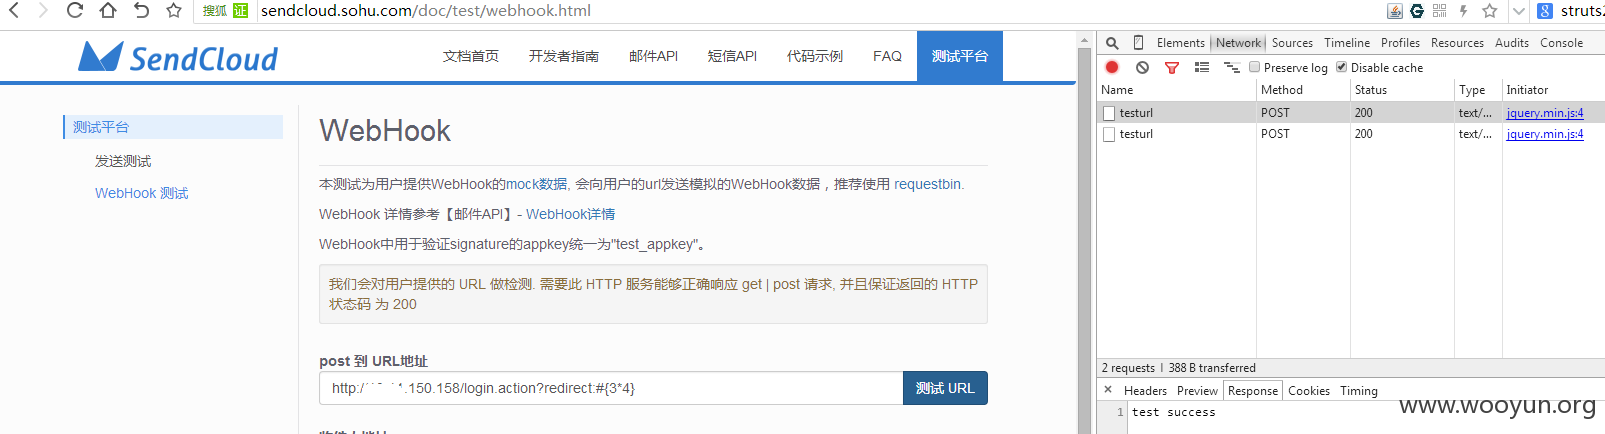 搜狐 证 sendcloud.sohu.com/doc/test/webhook.html struts2
SendCloud 文档首页 开发者指南 邮件API 短信API 代码示例 FAQ 测试平台
测试平台
发送测试
WebHook 测试
WebHook
本测试为用户提供WebHook的mock数据, 会向用户的url发送模拟的WebHook数据，推荐使用 requestbin.
WebHook 详情参考【邮件API】- WebHook详情
WebHook中用于验证signature的appkey统一为"test_appkey"。
我们会对用户提供的 URL 做检测. 需要此 HTTP 服务能够正确响应 get | post 请求, 并且保证返回的 HTTP
状态码 为 200
post 到 URL地址
http:/ .150.158/login.action?redirect:#{3*4} 测试 URL
Elements Network Sources Timeline Profiles Resources Audits Console
Preserve log Disable cache
Name Method Status Type Initiator
testurl POST 200 text/... jquery.min.js:4
testurl POST 200 text/... jquery.min.js:4
2 requests | 388 B transferred
× Headers Preview Response Cookies Timing
1 test success
www.wooyun.org